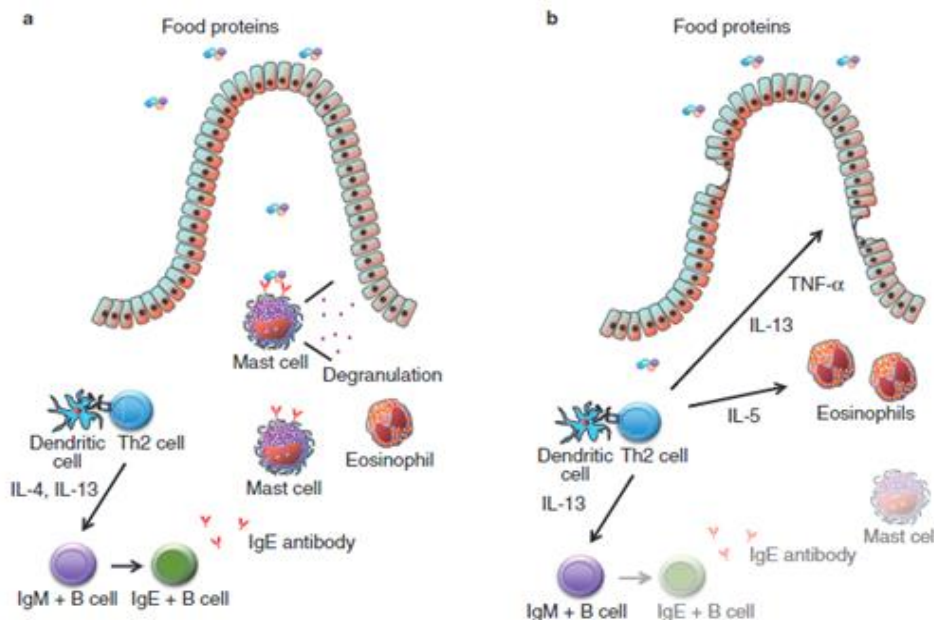 a
Food proteins
Mast cell
Degranulation
Dendritic
cell
Th2 cell
Mast cell
Eosinophil
IL-4, IL-13
IgE antibody
IgM + B cell
IgE + B cell
b
Food proteins
TNF-α
IL-13
IL-5
Eosinophils
Dendritic
cell
Th2 cell
IL-13
Mast cel
IgE antibody
IgM + B cell
IgE + B cell